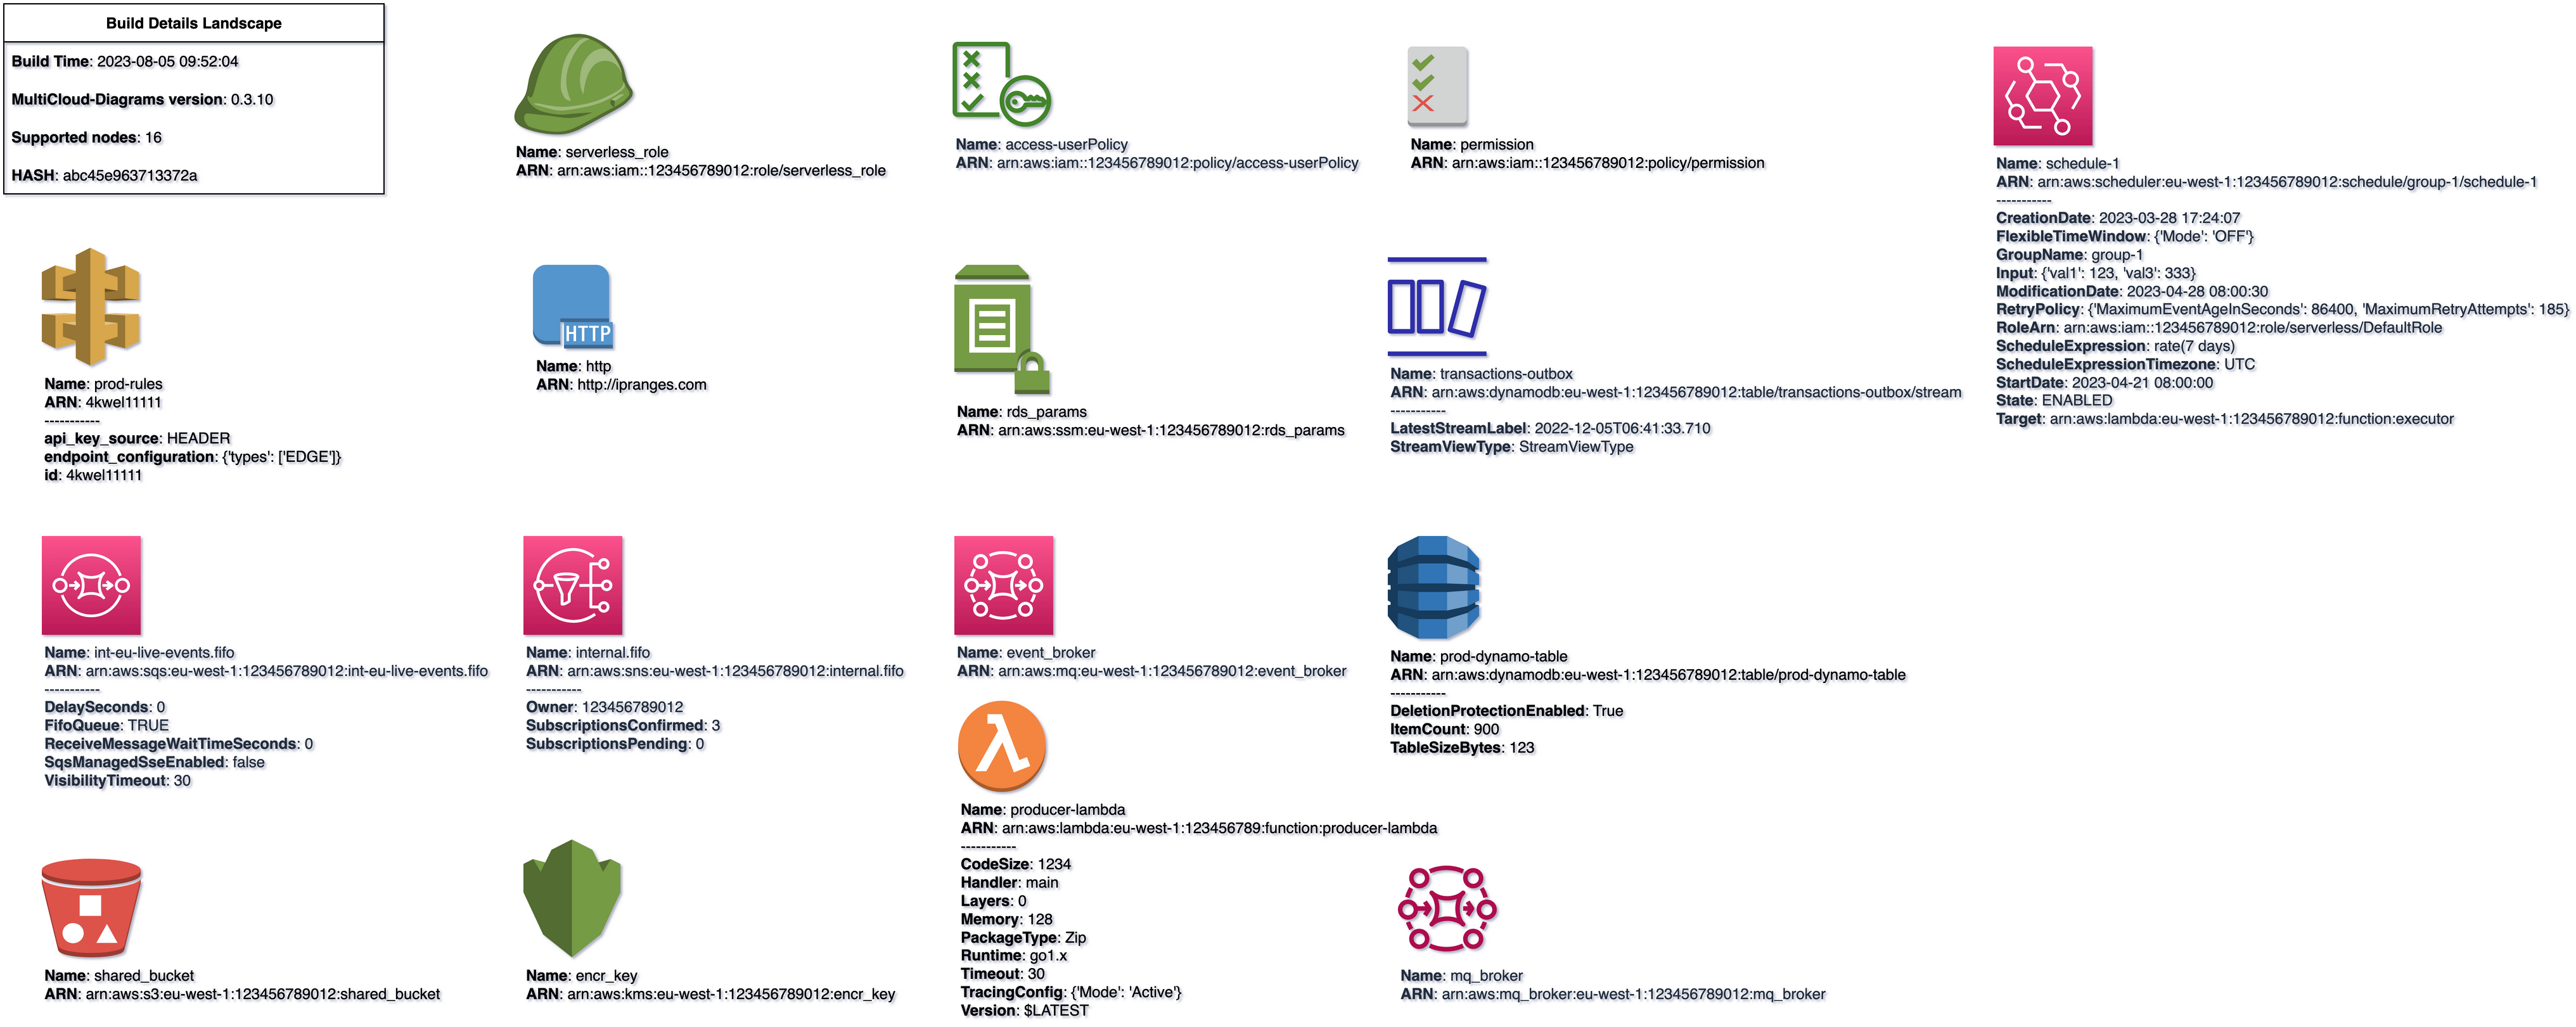 Build Details Landscape
Build Time: 2023-08-05 09:52:04
MultiCloud-Diagrams version: 0.3.10
Supported nodes: 16
HASH: abc45e963713372a
Name: serverless_role
ARN: arn:aws:iam::123456789012:role/serverless_role
Name: access-userPolicy
ARN: arn:aws:iam::123456789012:policy/access-userPolicy
Name: permission
ARN: arn:aws:iam::123456789012:policy/permission
Name: schedule-1
ARN: arn:aws:scheduler:eu-west-1:123456789012:schedule/group-1/schedule-1
-----------
CreationDate: 2023-03-28 17:24:07
FlexibleTimeWindow: {'Mode': 'OFF'}
GroupName: group-1
Input: {'val1': 123, 'val3': 333}
ModificationDate: 2023-04-28 08:00:30
RetryPolicy: {'MaximumEventAgeInSeconds': 86400, 'MaximumRetryAttempts': 185}
RoleArn: arn:aws:iam::123456789012:role/serverless/DefaultRole
ScheduleExpression: rate(7 days)
ScheduleExpressionTimezone: UTC
StartDate: 2023-04-21 08:00:00
State: ENABLED
Target: arn:aws:lambda:eu-west-1:123456789012:function:executor
Name: prod-rules
ARN: 4kwel11111
-----------
api_key_source: HEADER
endpoint_configuration: {'types': ['EDGE']}
id: 4kwel11111
HTTP
Name: http
ARN: http://ipranges.com
Name: rds_params
ARN: arn:aws:ssm:eu-west-1:123456789012:rds_params
Name: transactions-outbox
ARN: arn:aws:dynamodb:eu-west-1:123456789012:table/transactions-outbox/stream
-----------
LatestStreamLabel: 2022-12-05T06:41:33.710
StreamViewType: StreamViewType
Name: int-eu-live-events.fifo
ARN: arn:aws:sqs:eu-west-1:123456789012:int-eu-live-events.fifo
-----------
DelaySeconds: 0
FifoQueue: TRUE
ReceiveMessageWaitTimeSeconds: 0
SqsManagedSseEnabled: false
VisibilityTimeout: 30
Name: internal.fifo
ARN: arn:aws:sns:eu-west-1:123456789012:internal.fifo
-----------
Owner: 123456789012
SubscriptionsConfirmed: 3
SubscriptionsPending: 0
Name: event_broker
ARN: arn:aws:mq:eu-west-1:123456789012:event_broker
Name: prod-dynamo-table
ARN: arn:aws:dynamodb:eu-west-1:123456789012:table/prod-dynamo-table
-----------
DeletionProtectionEnabled: True
ItemCount: 900
TableSizeBytes: 123
λ
Name: producer-lambda
ARN: arn:aws:lambda:eu-west-1:123456789:function:producer-lambda
-----------
CodeSize: 1234
Handler: main
Layers: 0
Memory: 128
PackageType: Zip
Runtime: go1.x
Timeout: 30
TracingConfig: {'Mode': 'Active'}
Version: $LATEST
Name: shared_bucket
ARN: arn:aws:s3:eu-west-1:123456789012:shared_bucket
Name: encr_key
ARN: arn:aws:kms:eu-west-1:123456789012:encr_key
Name: mq_broker
ARN: arn:aws:mq_broker:eu-west-1:123456789012:mq_broker